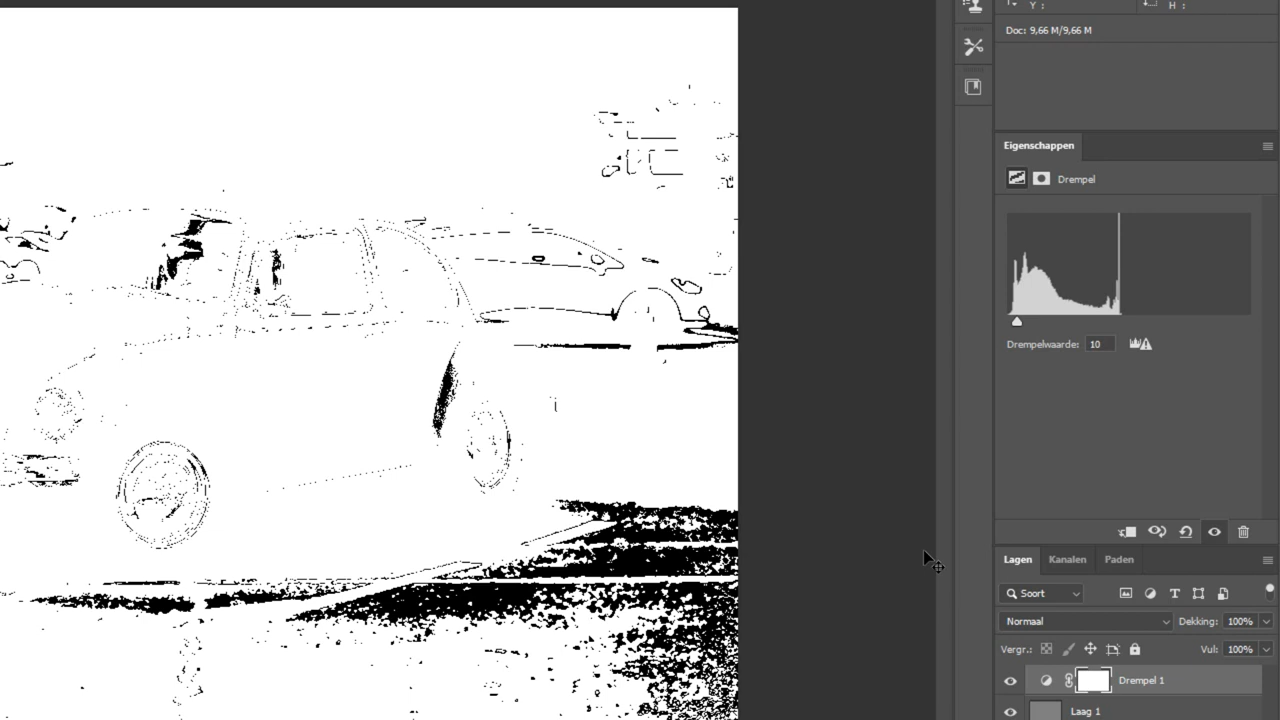 Y :
H :
Doc: 9,66 M/9,66 M
Eigenschappen
Drempel
Drempelwaarde: 10
Lagen Kanalen Paden
Soort
Normaal Dekking: 100%
Vergr.: Vul: 100%
Drempel 1
Laag 1